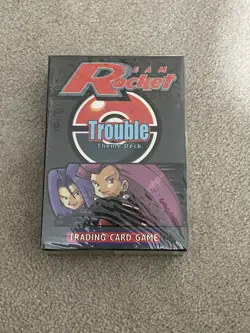 TEAM
Rocket
Trouble
Theme Deck
TRADING CARD GAME